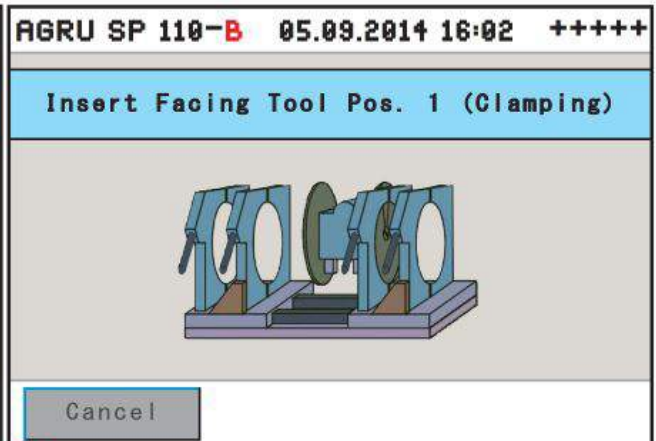 AGRU SP 110-B 05.09.2014 16:02 +++++
Insert Facing Tool Pos. 1 (Clamping)
Cancel